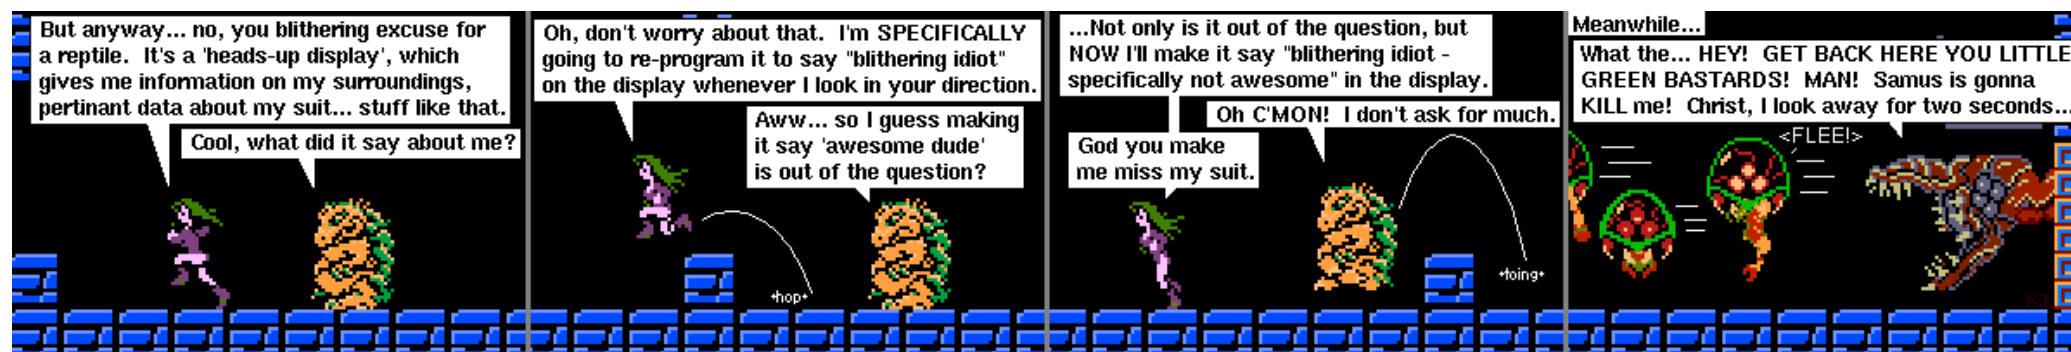 But anyway... no, you blithering excuse for
a reptile.  It's a 'heads-up display', which
gives me information on my surroundings,
pertinant data about my suit... stuff like that.
Cool, what did it say about me?
Oh, don't worry about that.  I'm SPECIFICALLY
going to re-program it to say "blithering idiot"
on the display whenever I look in your direction.
Aww... so I guess making
it say 'awesome dude'
is out of the question?
*hop*
...Not only is it out of the question, but
NOW I'll make it say "blithering idiot -
specifically not awesome" in the display.
Oh C'MON!  I don't ask for much.
God you make
me miss my suit.
*toing*
Meanwhile...
What the... HEY!  GET BACK HERE YOU LITTLE
GREEN BASTARDS!  MAN!  Samus is gonna
KILL me!  Christ, I look away for two seconds...
<FLEE!>